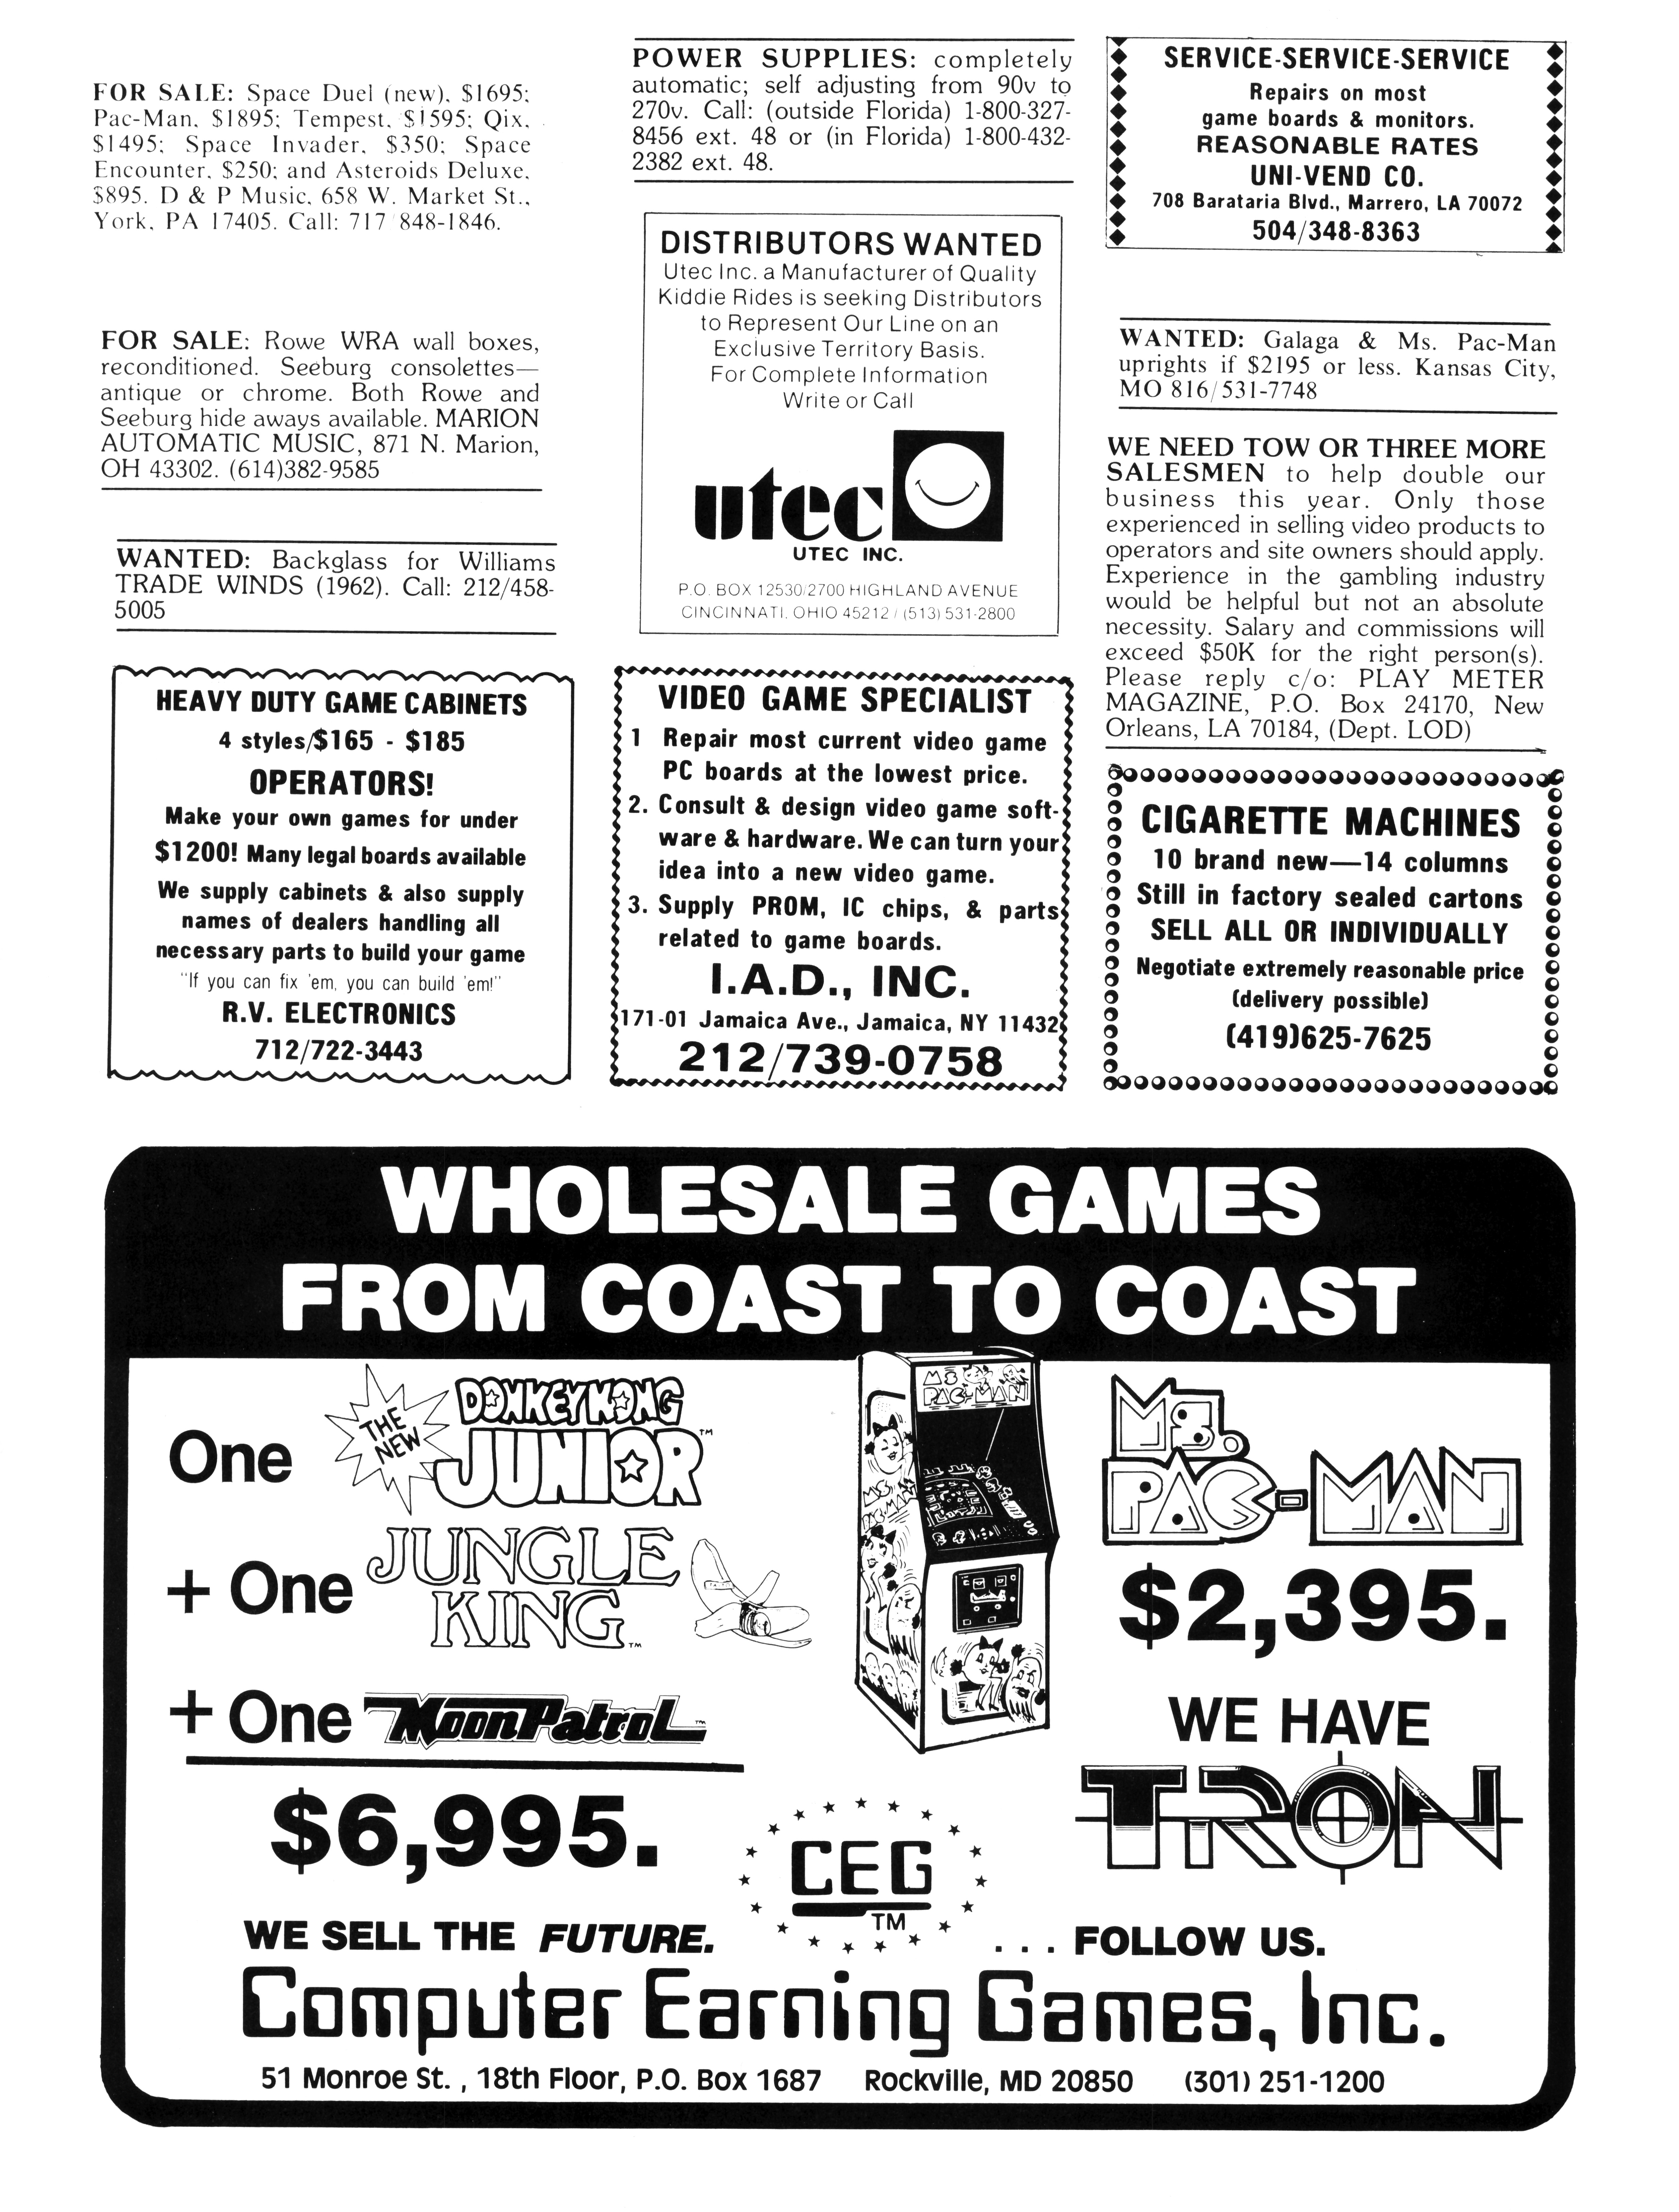 FOR SALE: Space Duel (new), $1695;
Pac-Man, $1895; Tempest, $1595; Qix,
$1495; Space Invader, $350; Space
Encounter, $250; and Asteroids Deluxe,
$895. D & P Music, 658 W. Market St.,
York, PA 17405. Call: 717 848-1846.
FOR SALE: Rowe WRA wall boxes,
reconditioned. Seeburg consolettes—
antique or chrome. Both Rowe and
Seeburg hide aways available. MARION
AUTOMATIC MUSIC, 871 N. Marion,
OH 43302. (614)382-9585
WANTED: Backglass for Williams
TRADE WINDS (1962). Call: 212/458-
5005
HEAVY DUTY GAME CABINETS
4 styles/$165 - $185
OPERATORS!
Make your own games for under
$1200! Many legal boards available
We supply cabinets & also supply
names of dealers handling all
necessary parts to build your game
"If you can fix 'em, you can build 'em!"
R.V. ELECTRONICS
712/722-3443
POWER SUPPLIES: completely
automatic; self adjusting from 90v to
270v. Call: (outside Florida) 1-800-327-
8456 ext. 48 or (in Florida) 1-800-432-
2382 ext. 48.
DISTRIBUTORS WANTED
Utec Inc. a Manufacturer of Quality
Kiddie Rides is seeking Distributors
to Represent Our Line on an
Exclusive Territory Basis.
For Complete Information
Write or Call
utec
UTEC INC.
P.O. BOX 12530/2700 HIGHLAND AVENUE
CINCINNATI, OHIO 45212 / (513) 531-2800
VIDEO GAME SPECIALIST
1 Repair most current video game
PC boards at the lowest price.
2. Consult & design video game soft-
ware & hardware. We can turn your
idea into a new video game.
3. Supply PROM, IC chips, & parts
related to game boards.
I.A.D., INC.
171-01 Jamaica Ave., Jamaica, NY 11432
212/739-0758
SERVICE-SERVICE-SERVICE
Repairs on most
game boards & monitors.
REASONABLE RATES
UNI-VEND CO.
708 Barataria Blvd., Marrero, LA 70072
504/348-8363
WANTED: Galaga & Ms. Pac-Man
uprights if $2195 or less. Kansas City,
MO 816/531-7748
WE NEED TOW OR THREE MORE
SALESMEN to help double our
business this year. Only those
experienced in selling video products to
operators and site owners should apply.
Experience in the gambling industry
would be helpful but not an absolute
necessity. Salary and commissions will
exceed $50K for the right person(s).
Please reply c/o: PLAY METER
MAGAZINE, P.O. Box 24170, New
Orleans, LA 70184, (Dept. LOD)
CIGARETTE MACHINES
10 brand new—14 columns
Still in factory sealed cartons
SELL ALL OR INDIVIDUALLY
Negotiate extremely reasonable price
(delivery possible)
(419)625-7625
WHOLESALE GAMES
FROM COAST TO COAST
One THE NEW DONKEY KONG JUNIOR™
+ One JUNGLE KING™
+ One Moon Patrol™
$6,995.
MS PAC-MAN
MS PAC-MAN
Ms. PAC-MAN
$2,395.
WE HAVE
TRON
CEG™
WE SELL THE FUTURE.
. . . FOLLOW US.
Computer Earning Games, Inc.
51 Monroe St. , 18th Floor, P.O. Box 1687 Rockville, MD 20850 (301) 251-1200